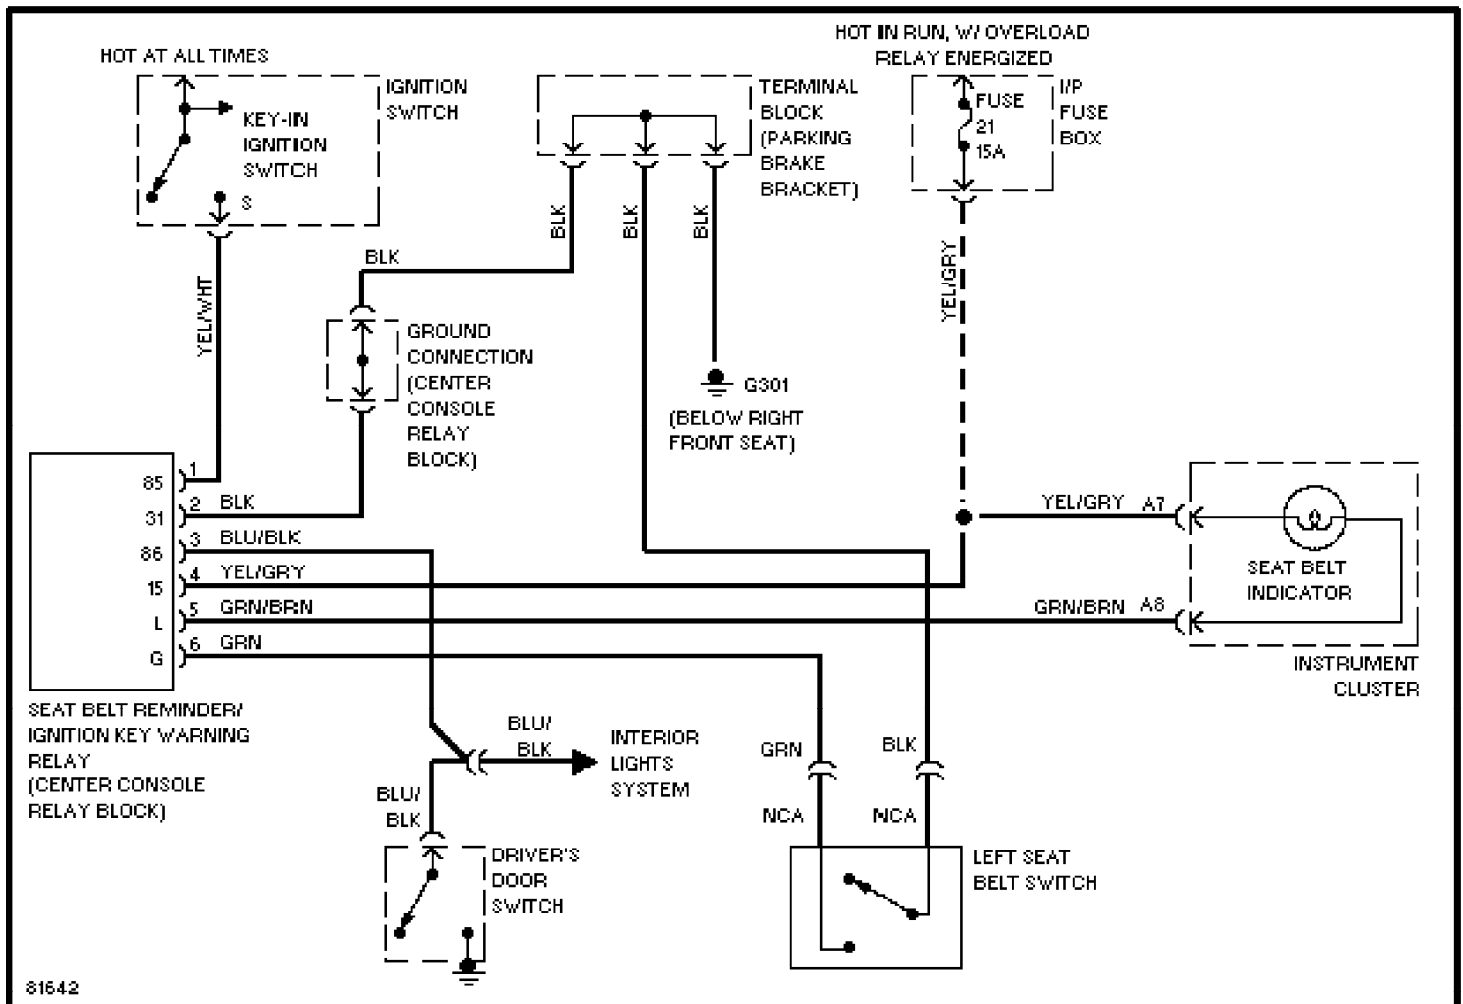 HOT AT ALL TIMES
IGNITION
SWITCH
KEY-IN
IGNITION
SWITCH
S
YEL/WHT
TERMINAL
BLOCK
(PARKING
BRAKE
BRACKET)
BLK
BLK
BLK
BLK
HOT IN RUN, W/ OVERLOAD
RELAY ENERGIZED
FUSE
21
15A
I/P
FUSE
BOX
YEL/GRY
GROUND
CONNECTION
(CENTER
CONSOLE
RELAY
BLOCK)
G301
(BELOW RIGHT
FRONT SEAT)
85 1
31 2 BLK
86 3 BLU/BLK
15 4 YEL/GRY
L 5 GRN/BRN
G 6 GRN
SEAT BELT REMINDER/
IGNITION KEY WARNING
RELAY
(CENTER CONSOLE
RELAY BLOCK)
YEL/GRY A7
GRN/BRN A8
SEAT BELT
INDICATOR
INSTRUMENT
CLUSTER
BLU/
BLK
INTERIOR
LIGHTS
SYSTEM
BLU/
BLK
DRIVER'S
DOOR
SWITCH
GRN
BLK
NCA
NCA
LEFT SEAT
BELT SWITCH
81642